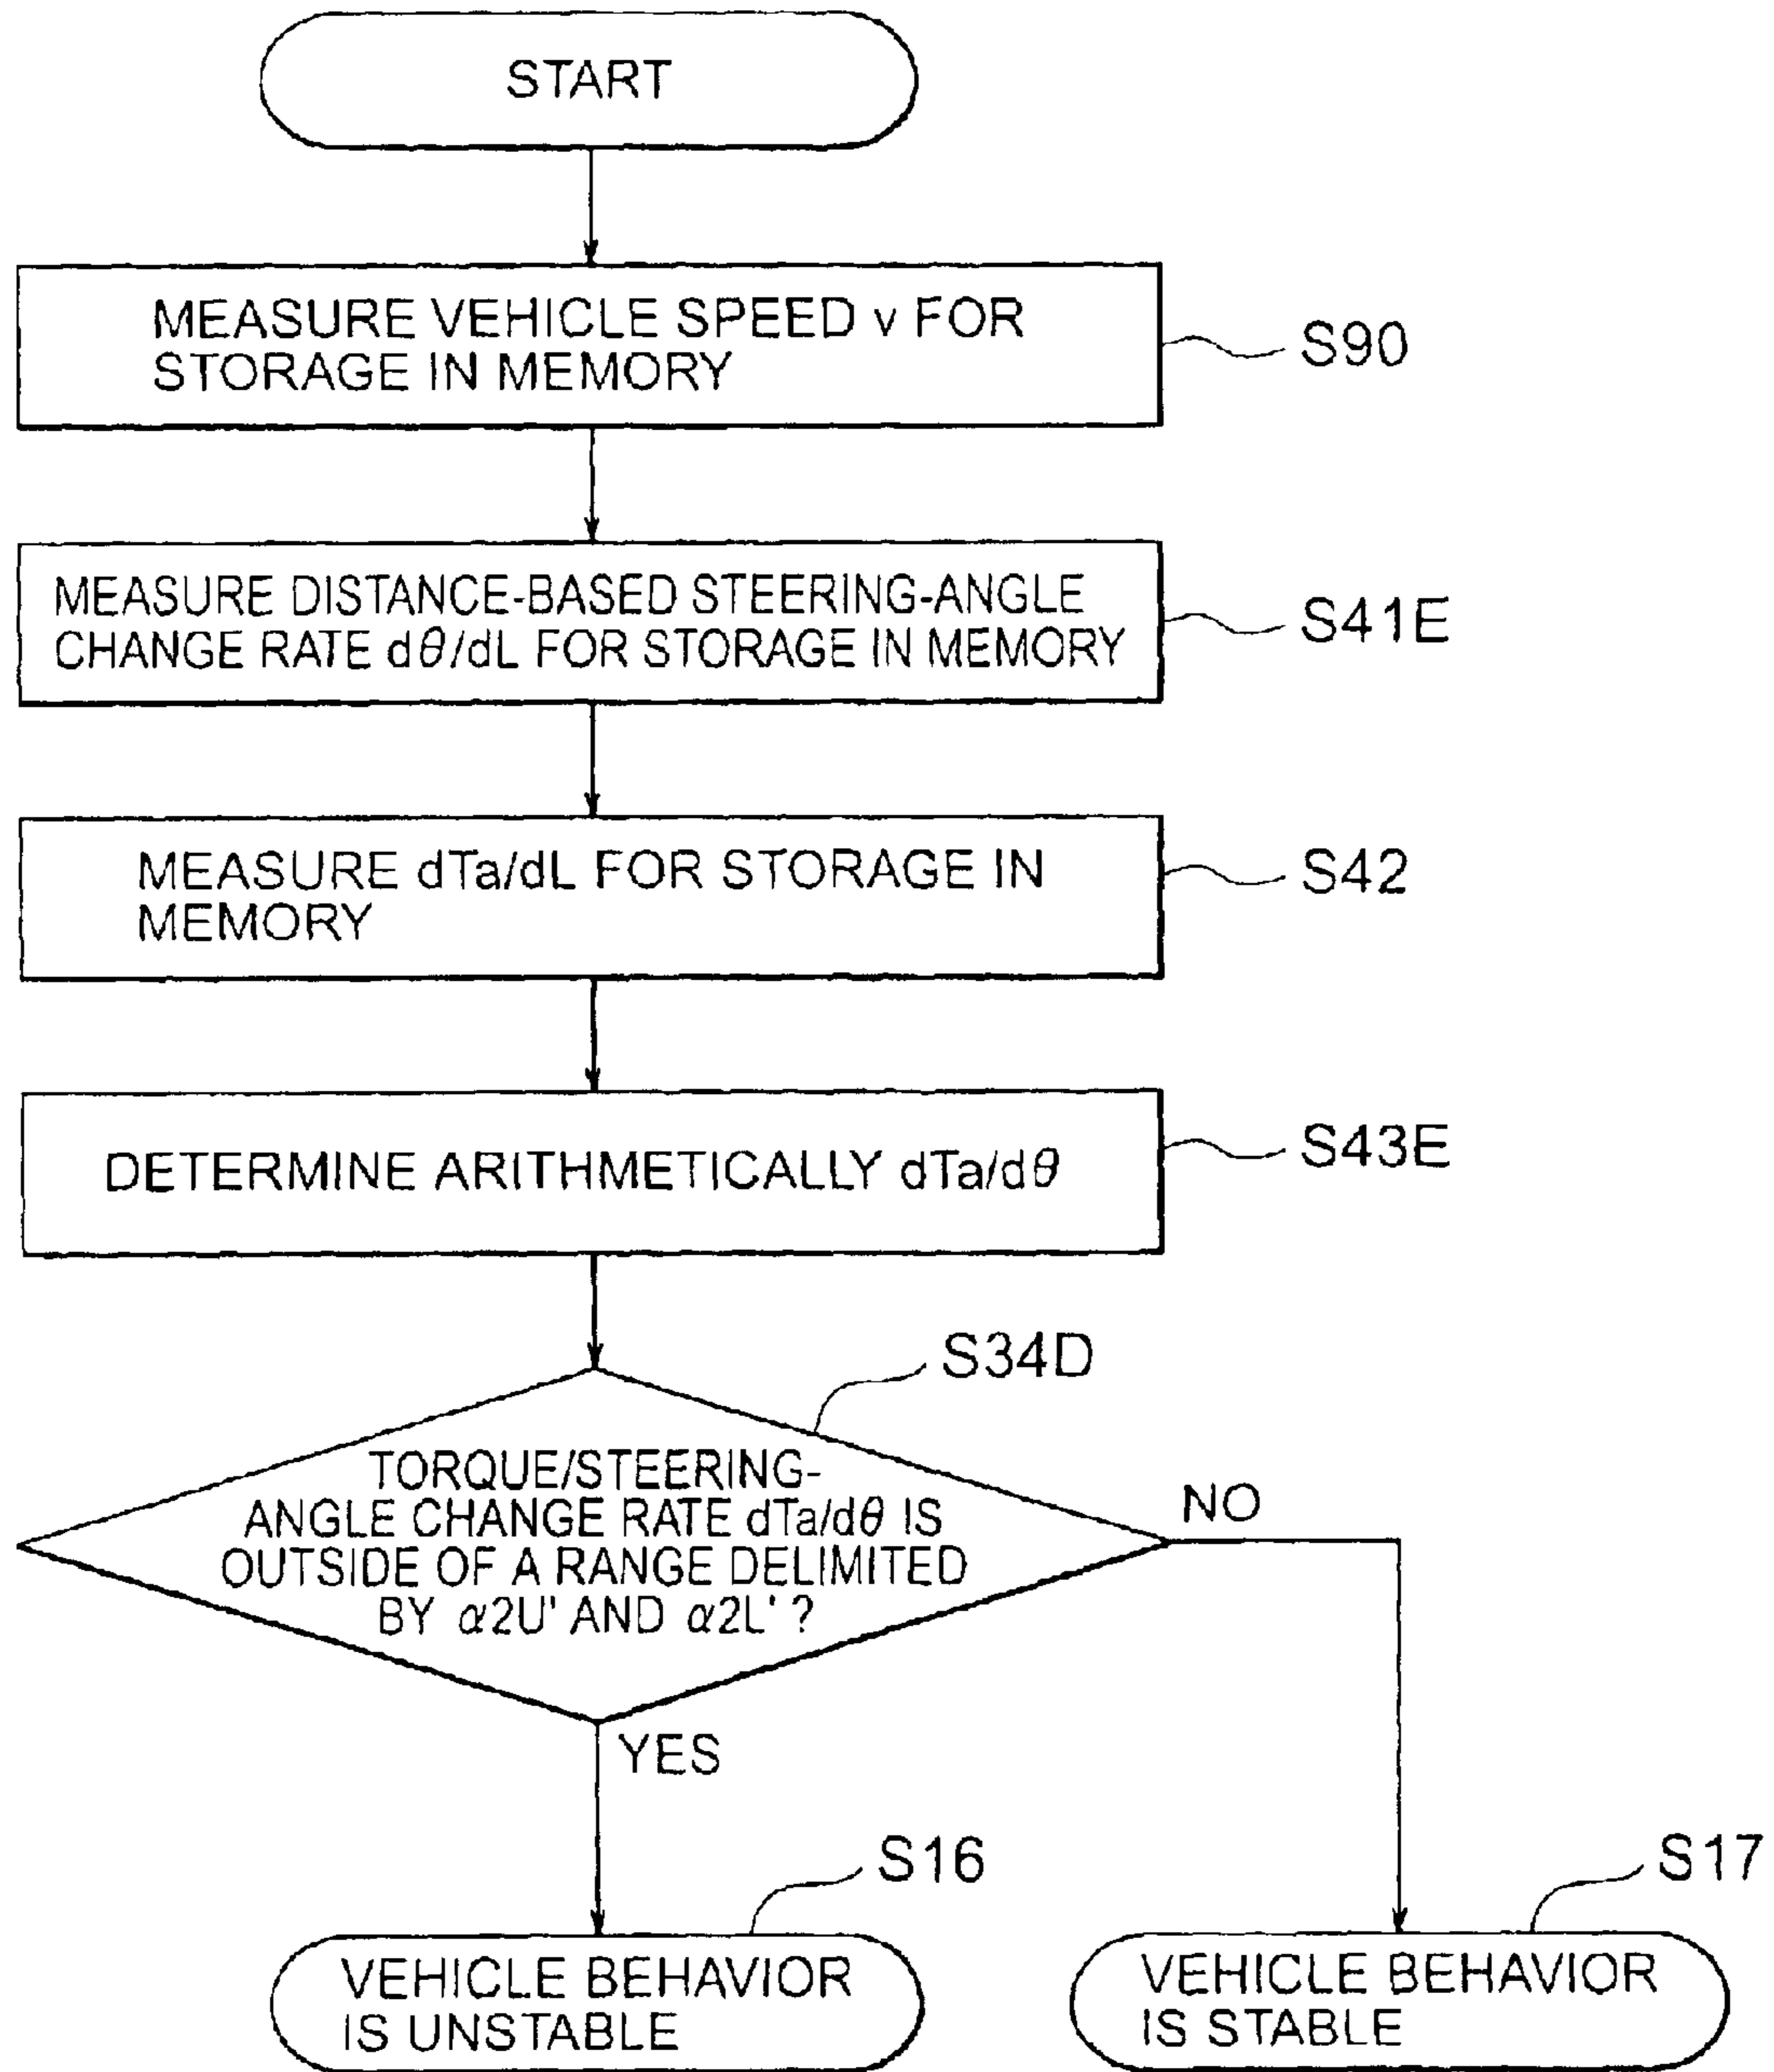 START
MEASURE VEHICLE SPEED v FOR
STORAGE IN MEMORY
S90
MEASURE DISTANCE-BASED STEERING-ANGLE
CHANGE RATE dθ/dL FOR STORAGE IN MEMORY
S41E
MEASURE dTa/dL FOR STORAGE IN
MEMORY
S42
DETERMINE ARITHMETICALLY dTa/dθ
S43E
S34D
TORQUE/STEERING-
ANGLE CHANGE RATE dTa/dθ IS
OUTSIDE OF A RANGE DELIMITED
BY α2U' AND α2L' ?
NO
YES
S16
VEHICLE BEHAVIOR
IS UNSTABLE
S17
VEHICLE BEHAVIOR
IS STABLE